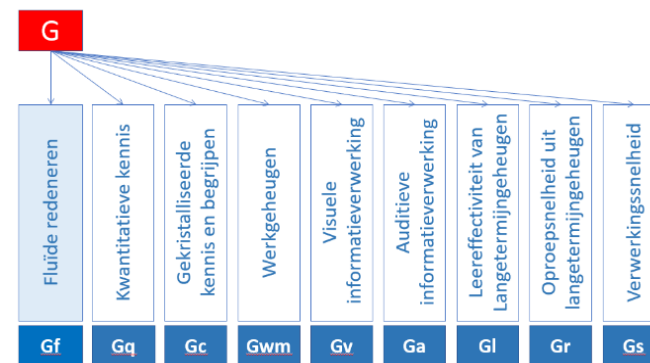 G
Fluïde redeneren
Kwantitatieve kennis
Gekristalliseerde
kennis en begrijpen
Werkgeheugen
Visuele
informatieverwerking
Auditieve
informatieverwerking
Leereffectiviteit van
Langetermijngeheugen
Oproepsnelheid uit
langetermijngeheugen
Verwerkingssnelheid
Gf
Gq
Gc
Gwm
Gv
Ga
Gl
Gr
Gs